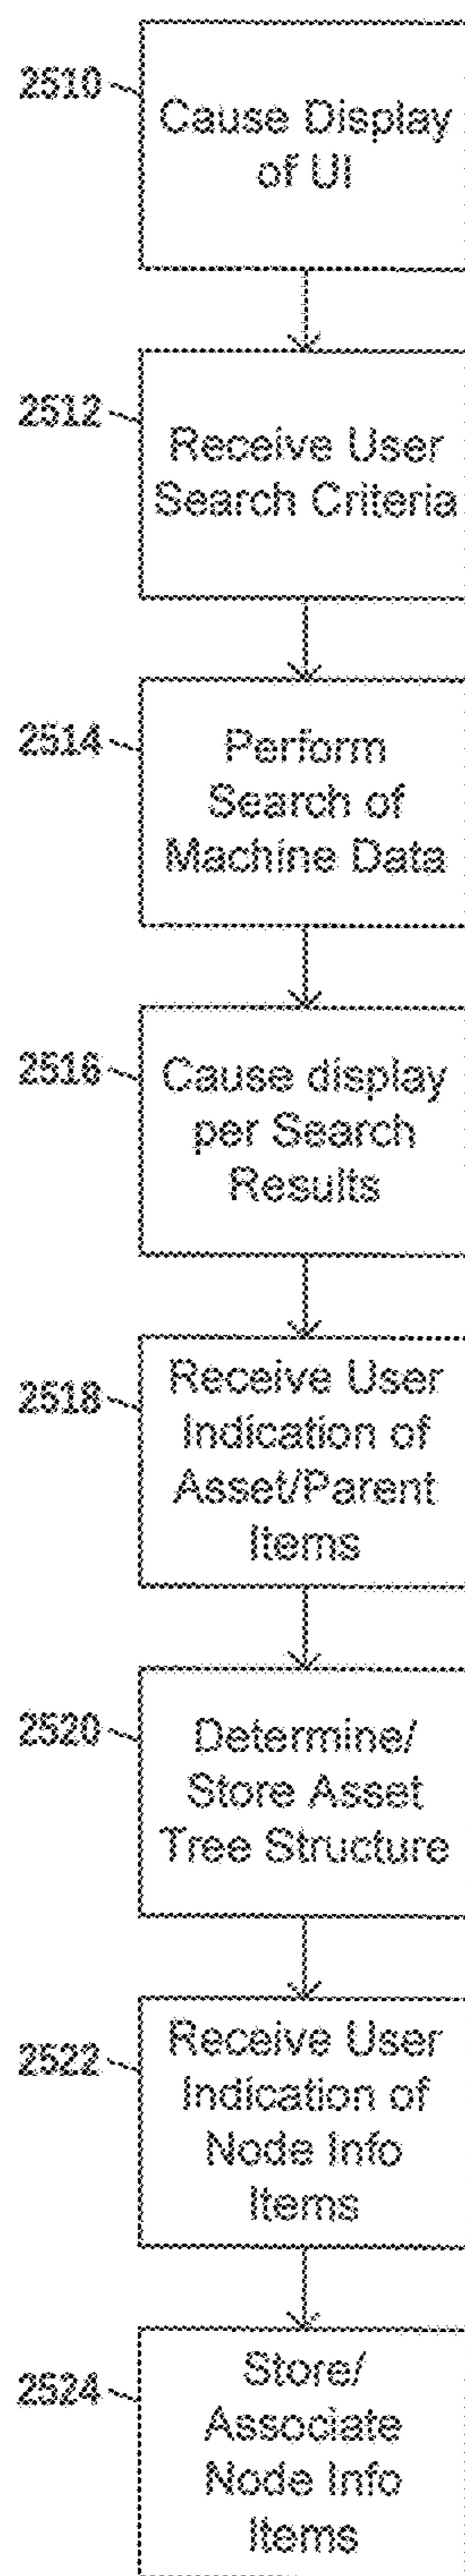 2510
Cause Display
of UI
2512
Receive User
Search Criteria
2514
Perform
Search of
Machine Data
2516
Cause display
per Search
Results
2518
Receive User
Indication of
Asset/Parent
Items
2520
Determine/
Store Asset
Tree Structure
2522
Receive User
Indication of
Node Info
Items
2524
Store/
Associate
Node Info
Items